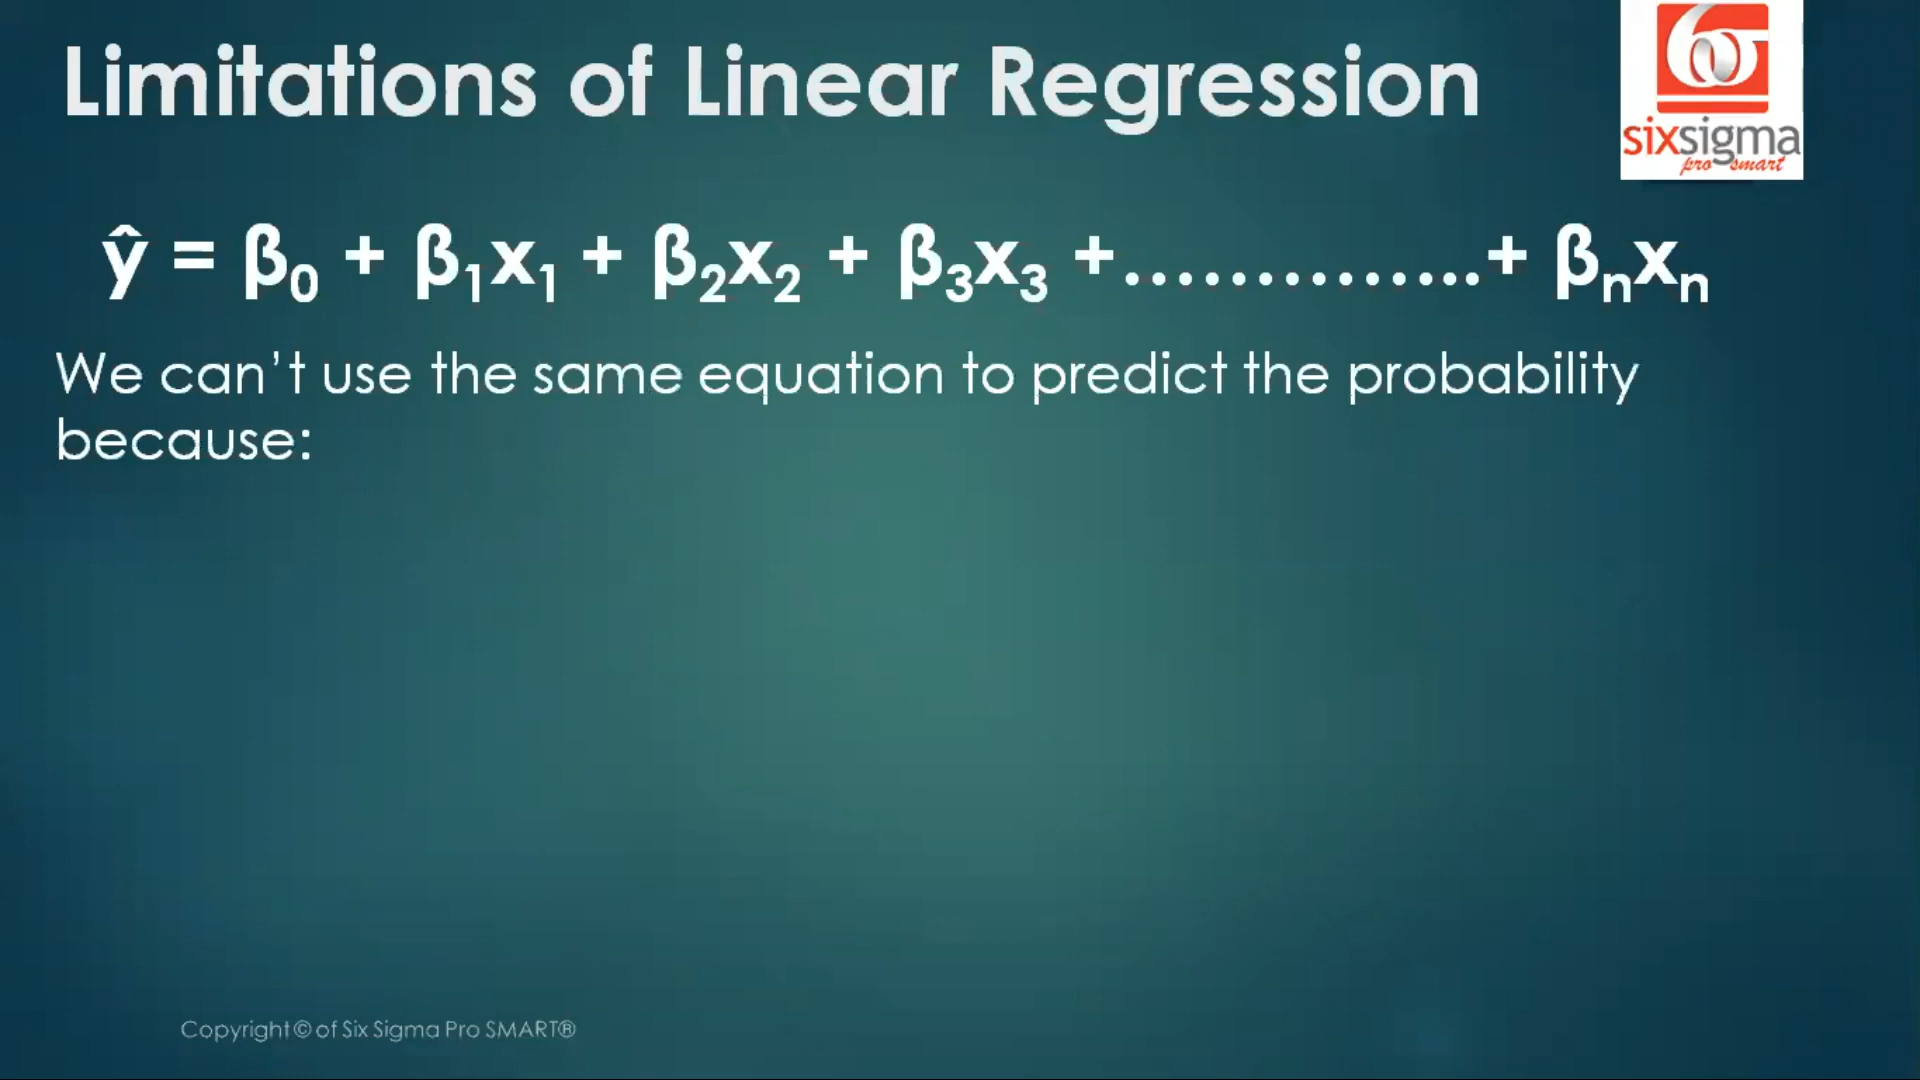 Limitations of Linear Regression
sixsigma
pro smart
ŷ = β₀ + β₁x₁ + β₂x₂ + β₃x₃ +..............+ βₙxₙ
We can’t use the same equation to predict the probability
because:
Copyright © of Six Sigma Pro SMART®